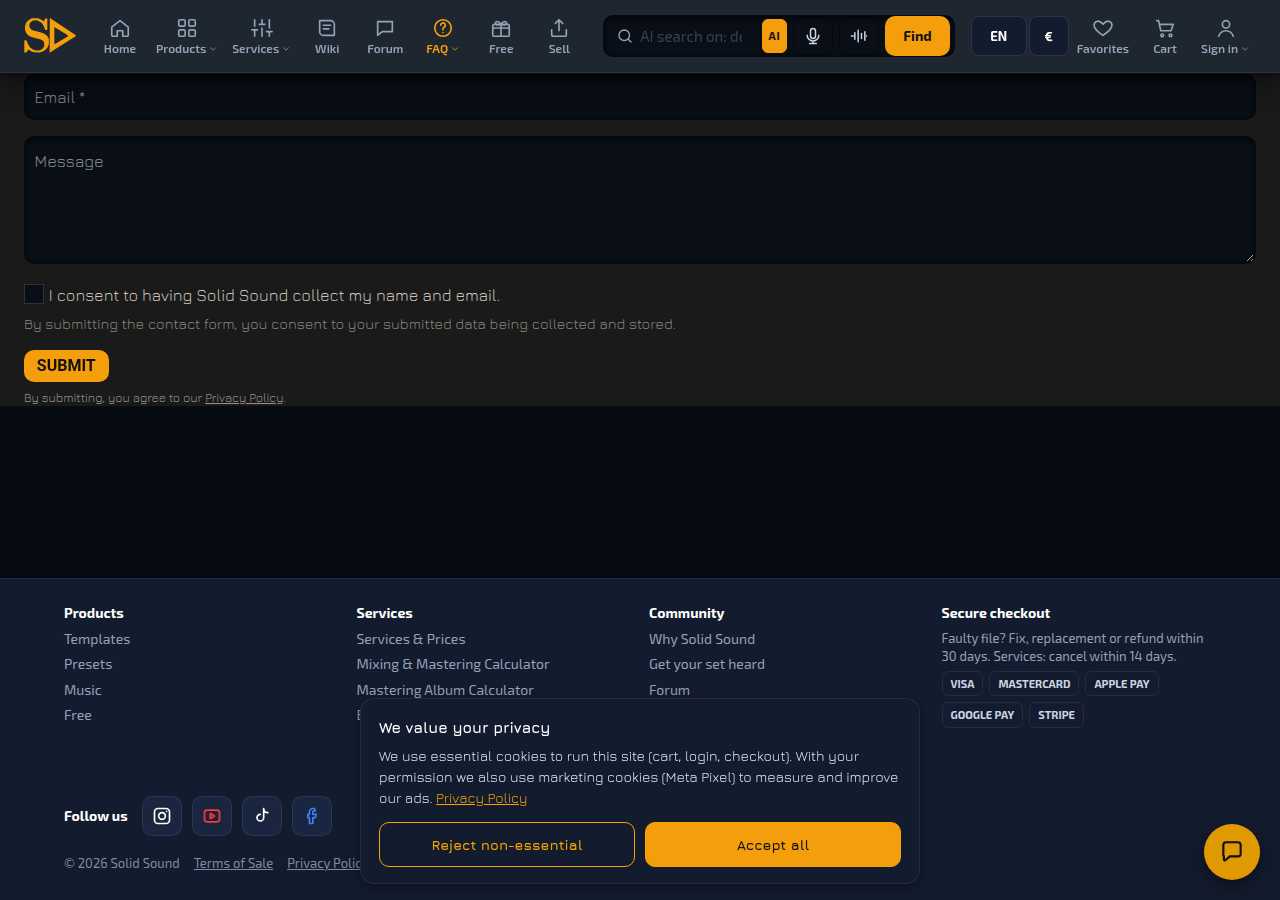 SD
Home
Products
Services
Wiki
Forum
FAQ
Free
Sell
AI search on:
AI
Find
EN
€
Favorites
Cart
Sign in
Email *
Message
I consent to having Solid Sound collect my name and email.
By submitting the contact form, you consent to your submitted data being collected and stored.
SUBMIT
By submitting, you agree to our Privacy Policy.
Products
Templates
Presets
Music
Free
Services
Services & Prices
Mixing & Mastering Calculator
Mastering Album Calculator
Community
Why Solid Sound
Get your set heard
Forum
Secure checkout
Faulty file? Fix, replacement or refund within
30 days. Services: cancel within 14 days.
VISA
MASTERCARD
APPLE PAY
GOOGLE PAY
STRIPE
We value your privacy
We use essential cookies to run this site (cart, login, checkout). With your
permission we also use marketing cookies (Meta Pixel) to measure and improve
our ads. Privacy Policy
Reject non-essential
Accept all
Follow us
© 2026 Solid Sound
Terms of Sale
Privacy Polic